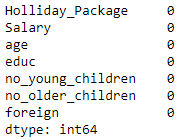 Holliday_Package 0
Salary 0
age 0
educ 0
no_young_children 0
no_older_children 0
foreign 0
dtype: int64